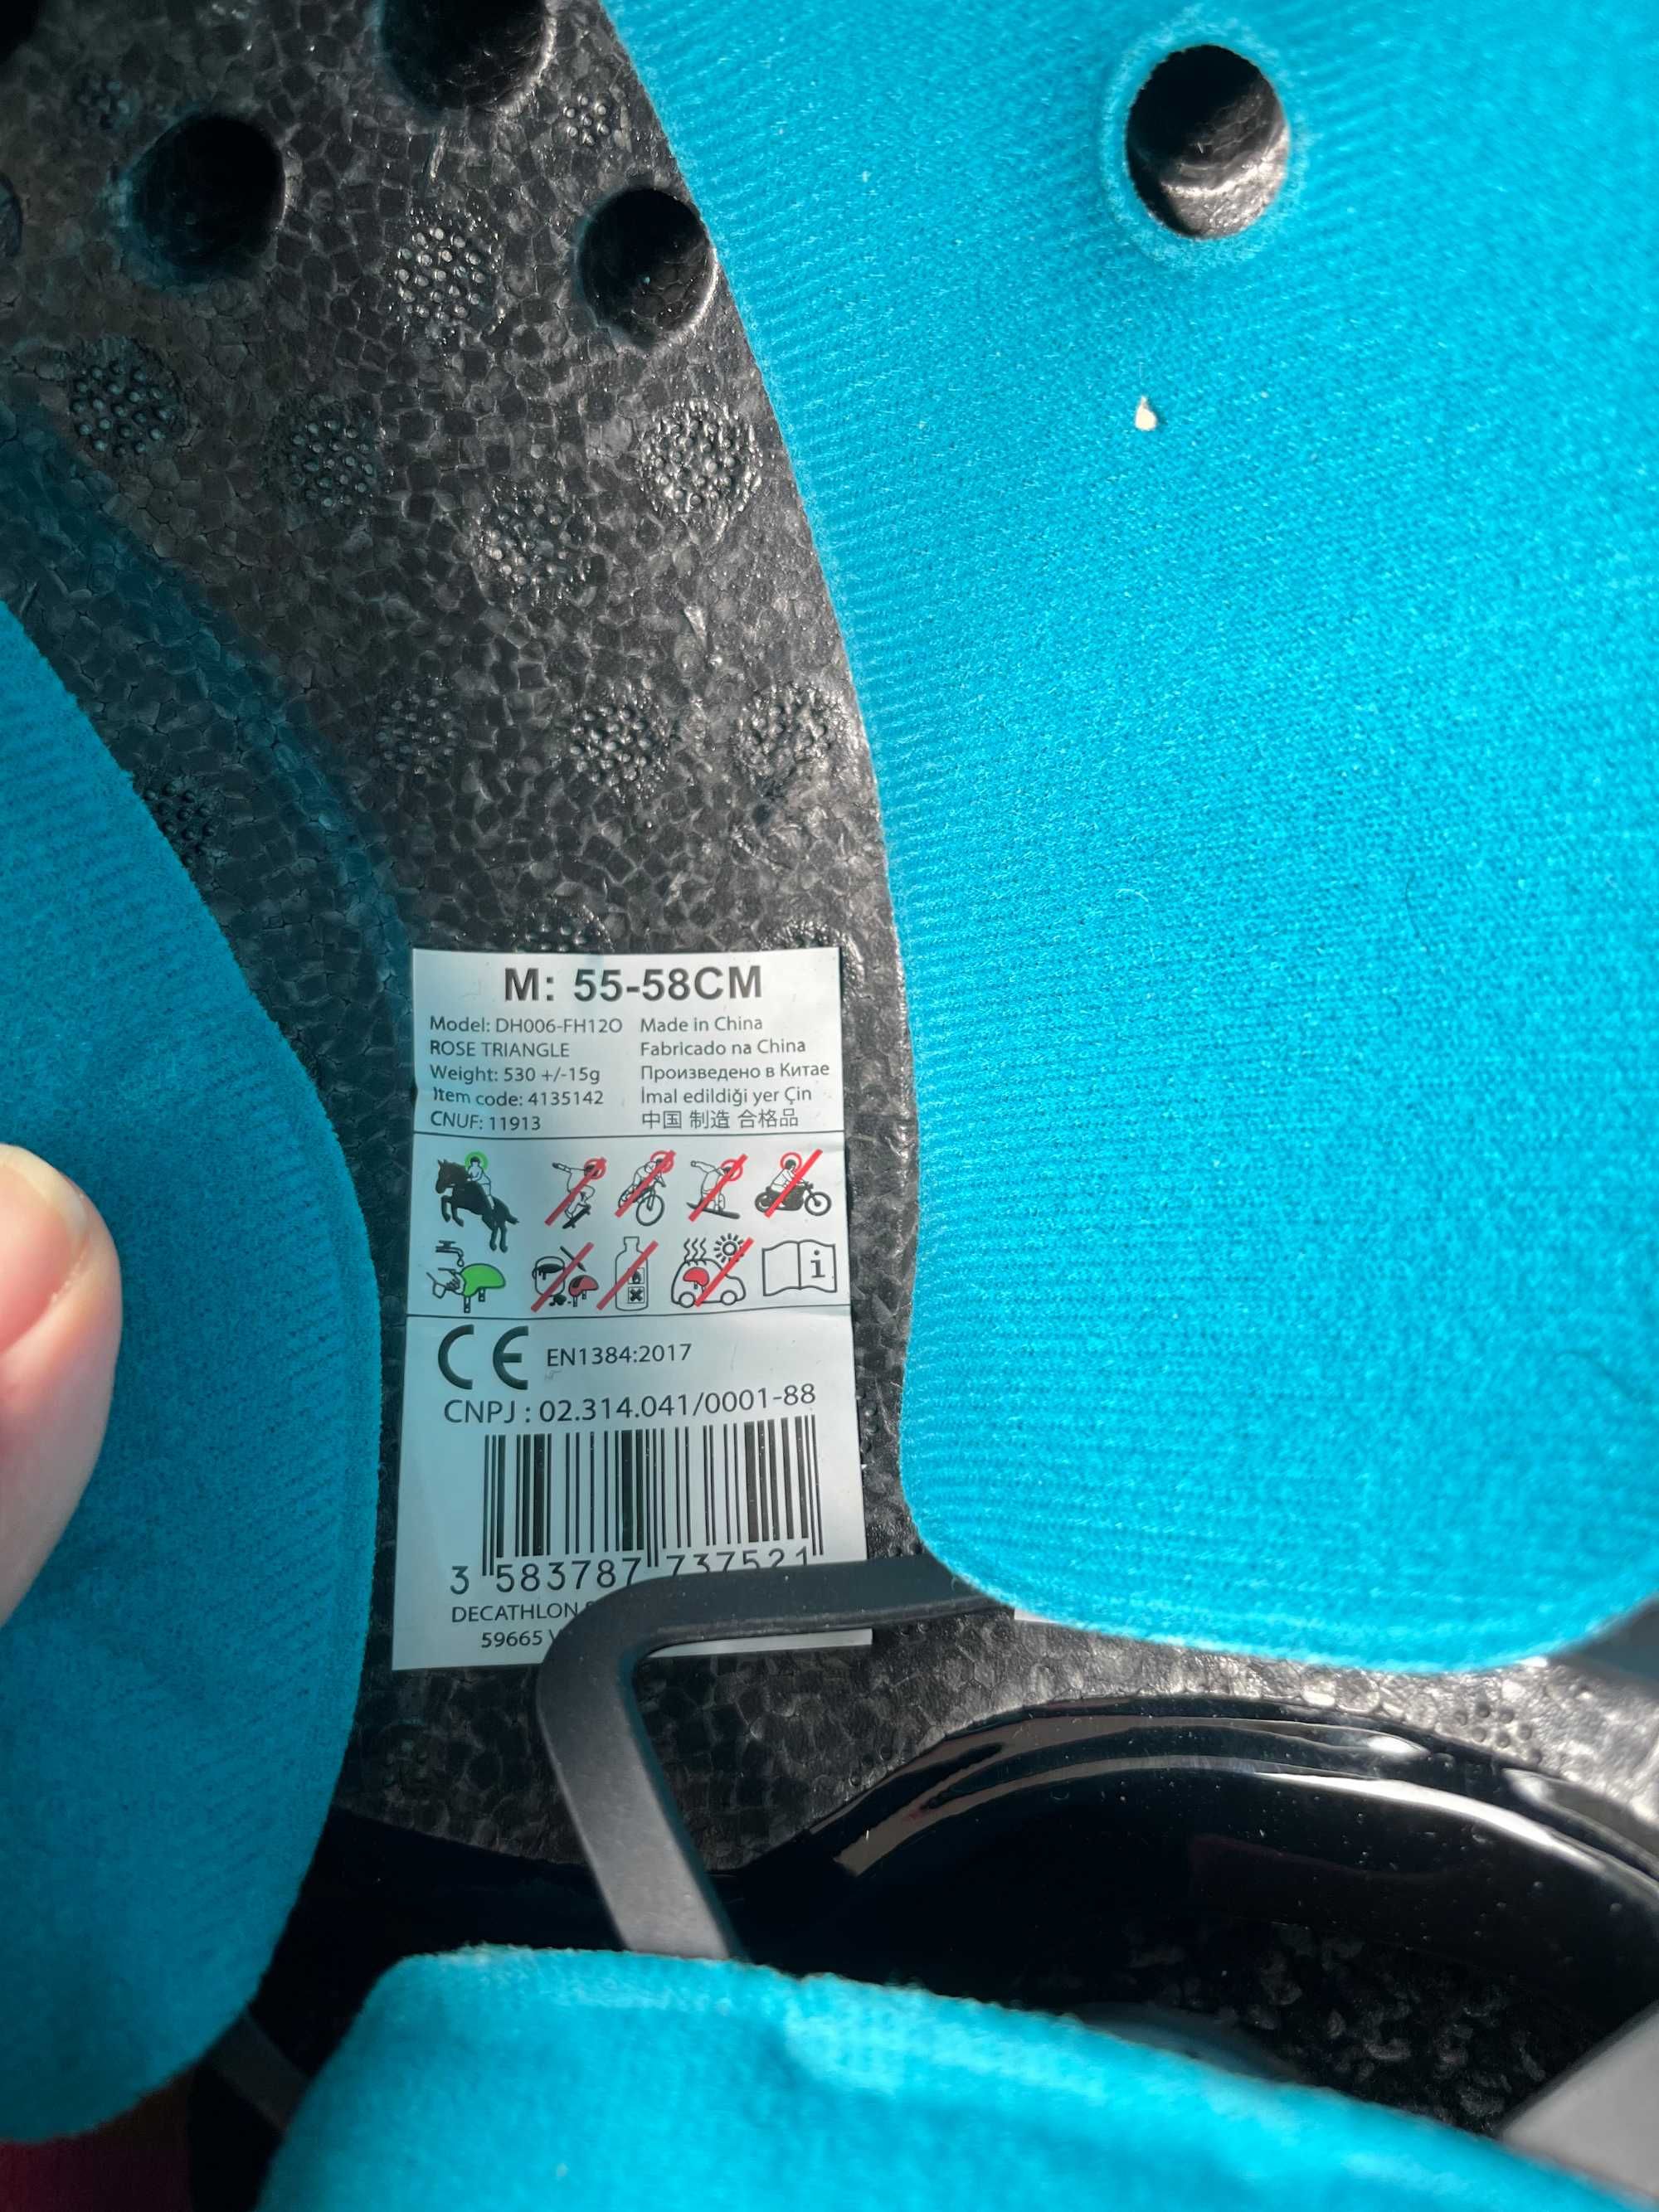 M: 55-58CM
Model: DH006-FH12O
ROSE TRIANGLE
Weight: 530 +/-15g
Item code: 4135142
CNUF: 11913
Made in China
Fabricado na China
Произведено в Китае
İmal edildiği yer Çin
中国 制造 合格品
i
CE EN1384:2017
CNPJ : 02.314.041/0001-88
3 583787 737521
DECATHLON
59665